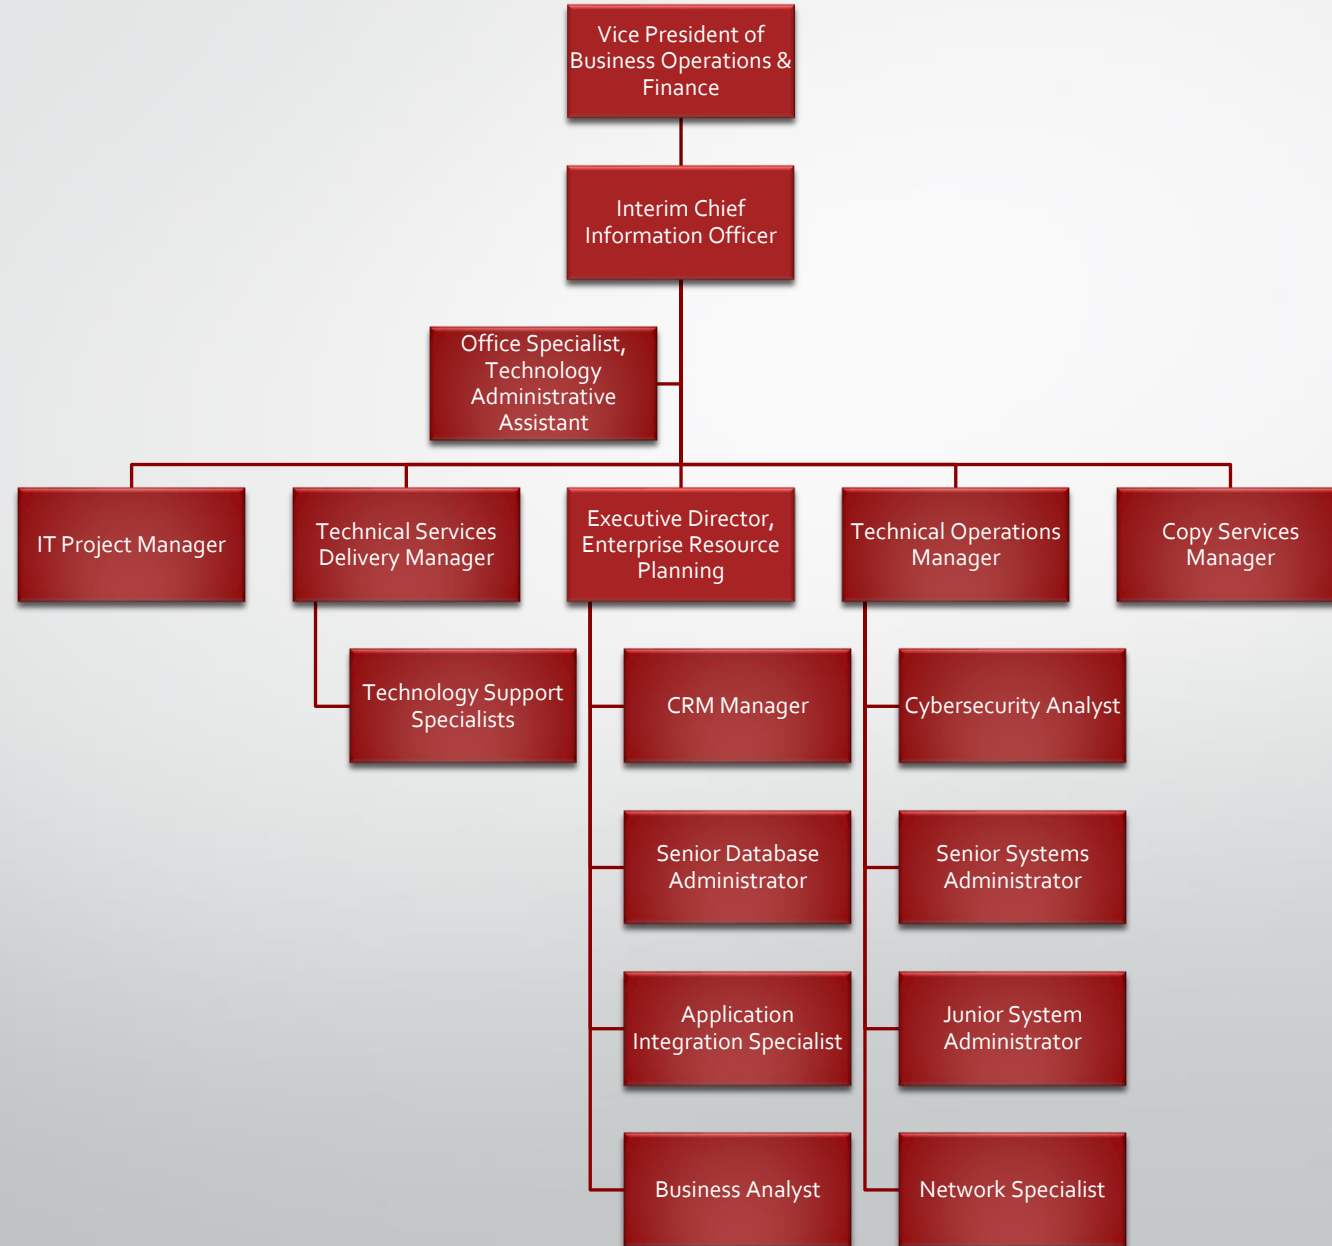 Vice President of
Business Operations &
Finance
Interim Chief
Information Officer
Office Specialist,
Technology
Administrative
Assistant
IT Project Manager
Technical Services
Delivery Manager
Executive Director,
Enterprise Resource
Planning
Technical Operations
Manager
Copy Services
Manager
Technology Support
Specialists
CRM Manager
Cybersecurity Analyst
Senior Database
Administrator
Senior Systems
Administrator
Application
Integration Specialist
Junior System
Administrator
Business Analyst
Network Specialist